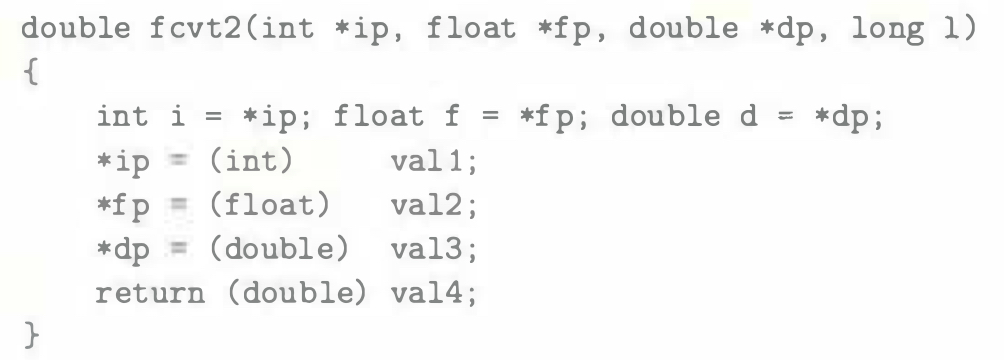 double fcvt2(int *ip, float *fp, double *dp, long l)
{
    int i = *ip; float f = *fp; double d = *dp;
    *ip = (int)     val1;
    *fp = (float)   val2;
    *dp = (double)  val3;
    return (double) val4;
}